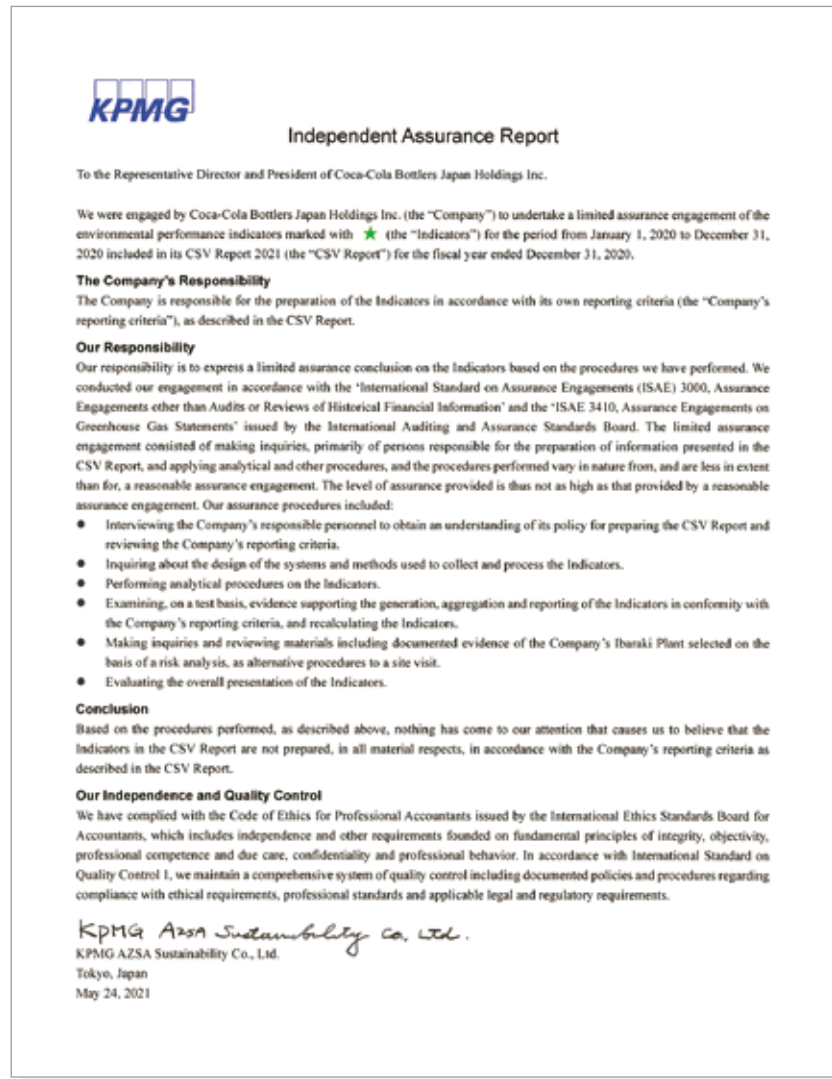 KPMG
Independent Assurance Report
To the Representative Director and President of Coca-Cola Bottlers Japan Holdings Inc.
We were engaged by Coca-Cola Bottlers Japan Holdings Inc. (the “Company”) to undertake a limited assurance engagement of the
environmental performance indicators marked with ★ (the “Indicators”) for the period from January 1, 2020 to December 31,
2020 included in its CSV Report 2021 (the “CSV Report”) for the fiscal year ended December 31, 2020.
The Company’s Responsibility
The Company is responsible for the preparation of the Indicators in accordance with its own reporting criteria (the “Company’s
reporting criteria”), as described in the CSV Report.
Our Responsibility
Our responsibility is to express a limited assurance conclusion on the Indicators based on the procedures we have performed. We
conducted our engagement in accordance with the ‘International Standard on Assurance Engagements (ISAE) 3000, Assurance
Engagements other than Audits or Reviews of Historical Financial Information’ and the ‘ISAE 3410, Assurance Engagements on
Greenhouse Gas Statements’ issued by the International Auditing and Assurance Standards Board. The limited assurance
engagement consisted of making inquiries, primarily of persons responsible for the preparation of information presented in the
CSV Report, and applying analytical and other procedures, and the procedures performed vary in nature from, and are less in extent
than for, a reasonable assurance engagement. The level of assurance provided is thus not as high as that provided by a reasonable
assurance engagement. Our assurance procedures included:
● Interviewing the Company’s responsible personnel to obtain an understanding of its policy for preparing the CSV Report and
reviewing the Company’s reporting criteria.
● Inquiring about the design of the systems and methods used to collect and process the Indicators.
● Performing analytical procedures on the Indicators.
● Examining, on a test basis, evidence supporting the generation, aggregation and reporting of the Indicators in conformity with
the Company’s reporting criteria, and recalculating the Indicators.
● Making inquiries and reviewing materials including documented evidence of the Company’s Ibaraki Plant selected on the
basis of a risk analysis, as alternative procedures to a site visit.
● Evaluating the overall presentation of the Indicators.
Conclusion
Based on the procedures performed, as described above, nothing has come to our attention that causes us to believe that the
Indicators in the CSV Report are not prepared, in all material respects, in accordance with the Company’s reporting criteria as
described in the CSV Report.
Our Independence and Quality Control
We have complied with the Code of Ethics for Professional Accountants issued by the International Ethics Standards Board for
Accountants, which includes independence and other requirements founded on fundamental principles of integrity, objectivity,
professional competence and due care, confidentiality and professional behavior. In accordance with International Standard on
Quality Control 1, we maintain a comprehensive system of quality control including documented policies and procedures regarding
compliance with ethical requirements, professional standards and applicable legal and regulatory requirements.
KPMG AZSA Sustainability Co., Ltd.
KPMG AZSA Sustainability Co., Ltd.
Tokyo, Japan
May 24, 2021